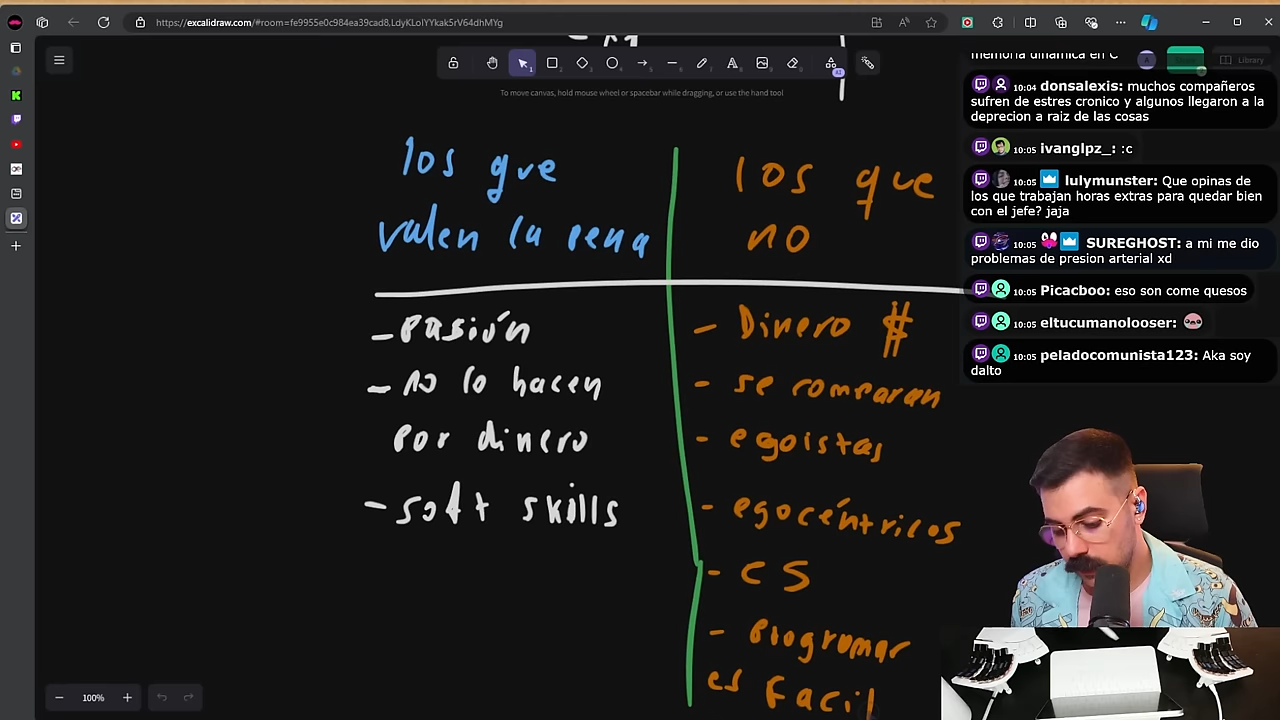 https://excalidraw.com/#room=fe9955e0c984ea39cad8,LdyKLolYYkak5rV64dhMYg
To move canvas, hold mouse wheel or spacebar while dragging, or use the hand tool
Library
los que
valen la pena
- pasión
- no lo hacen
por dinero
- soft skills
los que
no
- Dinero $
- se comparan
- egoistas
- egocéntricos
- CS
- Programar
es facil
100%
memoria dinamica en C
10:04 donsalexis: muchos compañeros
sufren de estres cronico y algunos llegaron a la
deprecion a raiz de las cosas
10:05 ivanglpz_: :c
10:05 lulymunster: Que opinas de
los que trabajan horas extras para quedar bien
con el jefe? jaja
10:05 SUREGHOST: a mi me dio
problemas de presion arterial xd
10:05 Picacboo: eso son come quesos
10:05 eltucumanolooser:
10:05 peladocomunista123: Aka soy
dalto